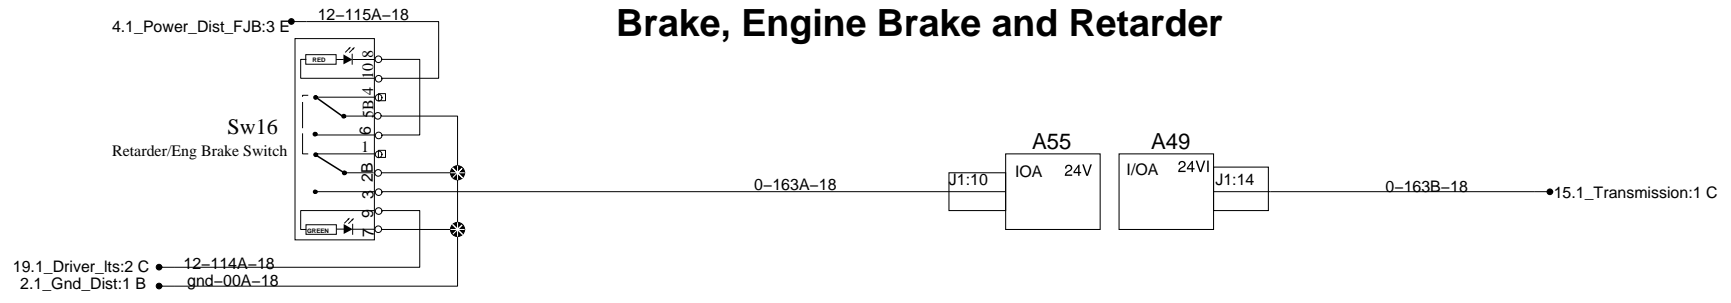 Brake, Engine Brake and Retarder
12-115A-18
4.1_Power_Dist_FJB:3 E
RED
8
10
4
5B
6
1
2B
3
9
7
GREEN
Sw16
Retarder/Eng Brake Switch
A55
IOA 24V
J1:10
A49
I/OA 24VI
J1:14
0-163A-18
0-163B-18
15.1_Transmission:1 C
19.1_Driver_lts:2 C
12-114A-18
2.1_Gnd_Dist:1 B
gnd-00A-18